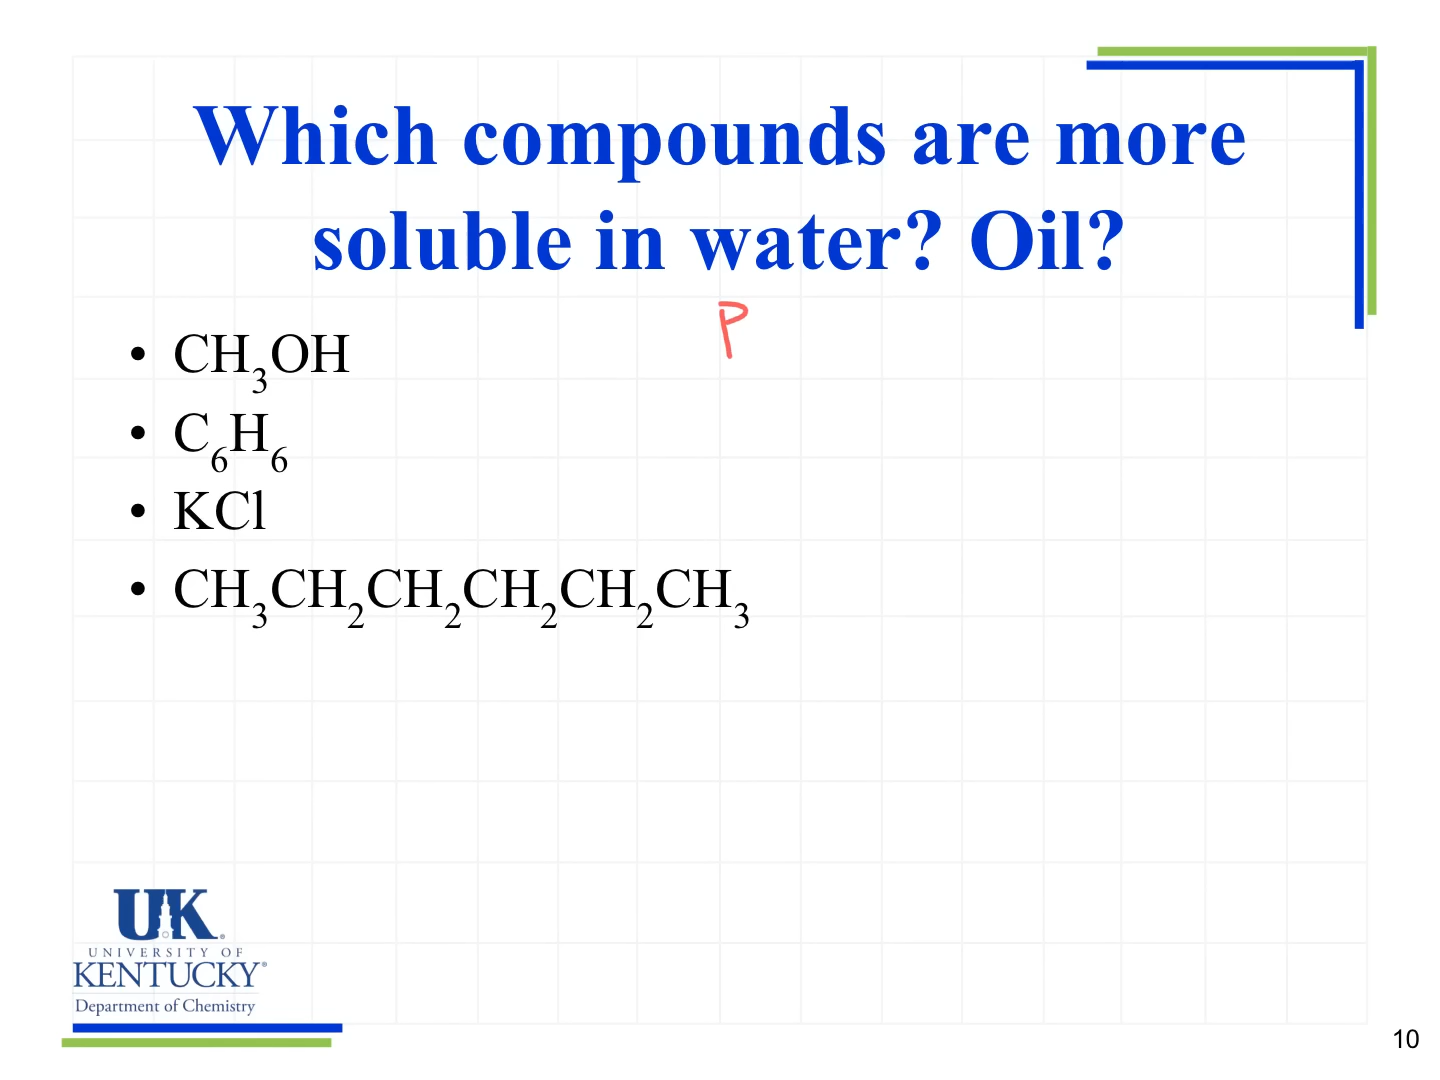 Which compounds are more
soluble in water? Oil?
P
• CH₃OH
• C₆H₆
• KCl
• CH₃CH₂CH₂CH₂CH₂CH₃
UK
UNIVERSITY OF
KENTUCKY®
Department of Chemistry
10